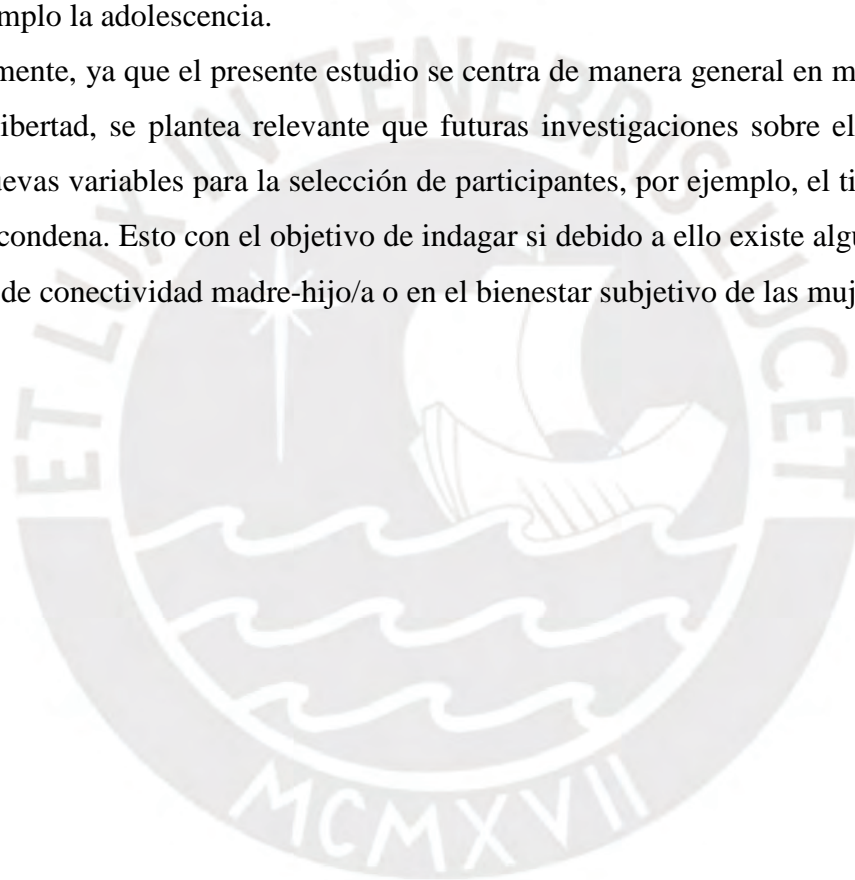 mplo la adolescencia.
mente, ya que el presente estudio se centra de manera general en m
ibertad, se plantea relevante que futuras investigaciones sobre el
uevas variables para la selección de participantes, por ejemplo, el ti
condena. Esto con el objetivo de indagar si debido a ello existe algu
de conectividad madre-hijo/a o en el bienestar subjetivo de las muj
ET LUX IN TENEBRIS LUCET
MCMXVII